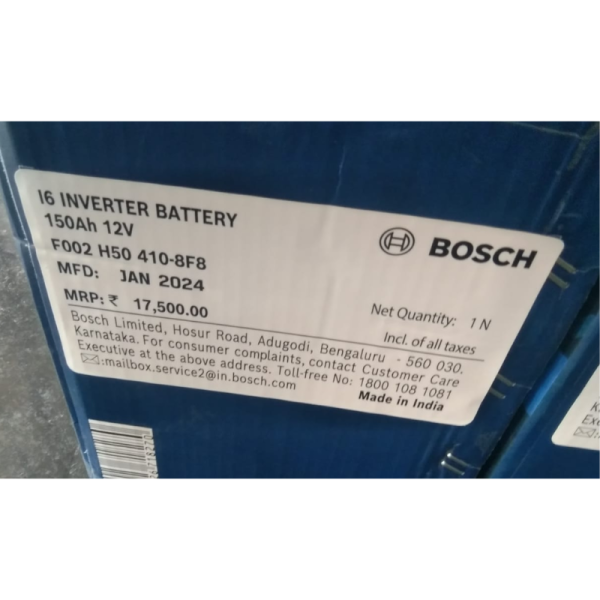 I6 INVERTER BATTERY
150Ah 12V
F002 H50 410-8F8
MFD: JAN 2024
MRP: ₹ 17,500.00
BOSCH
Net Quantity: 1 N
Incl. of all taxes
Bosch Limited, Hosur Road, Adugodi, Bengaluru - 560 030.
Karnataka. For consumer complaints, contact Customer Care
Executive at the above address. Toll-free No: 1800 108 1081
✉:mailbox.service2@in.bosch.com
Made in India